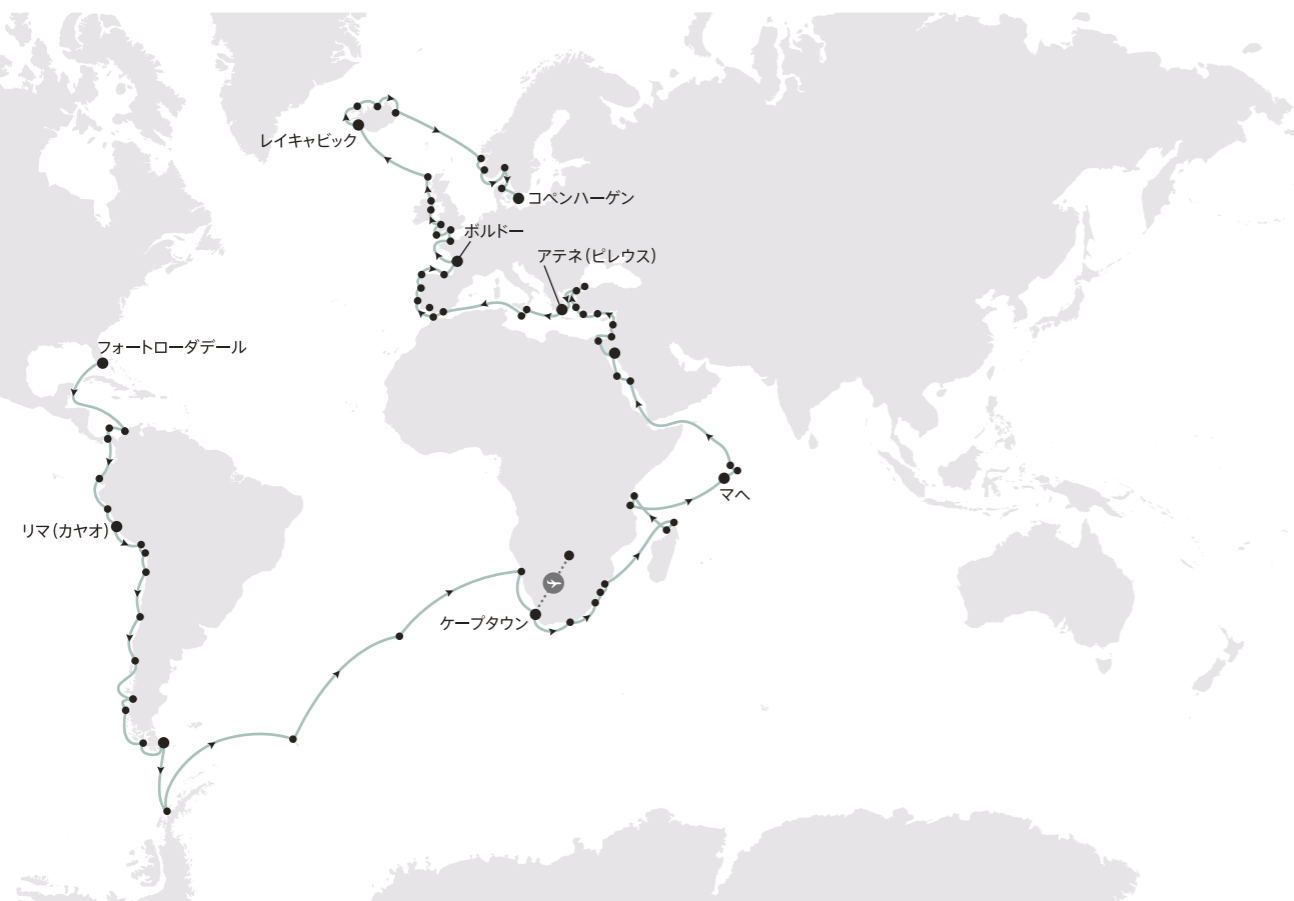 レイキャビック
コペンハーゲン
ボルドー
アテネ（ピレウス）
フォートローダデール
マヘ
リマ（カヤオ）
ケープタウン